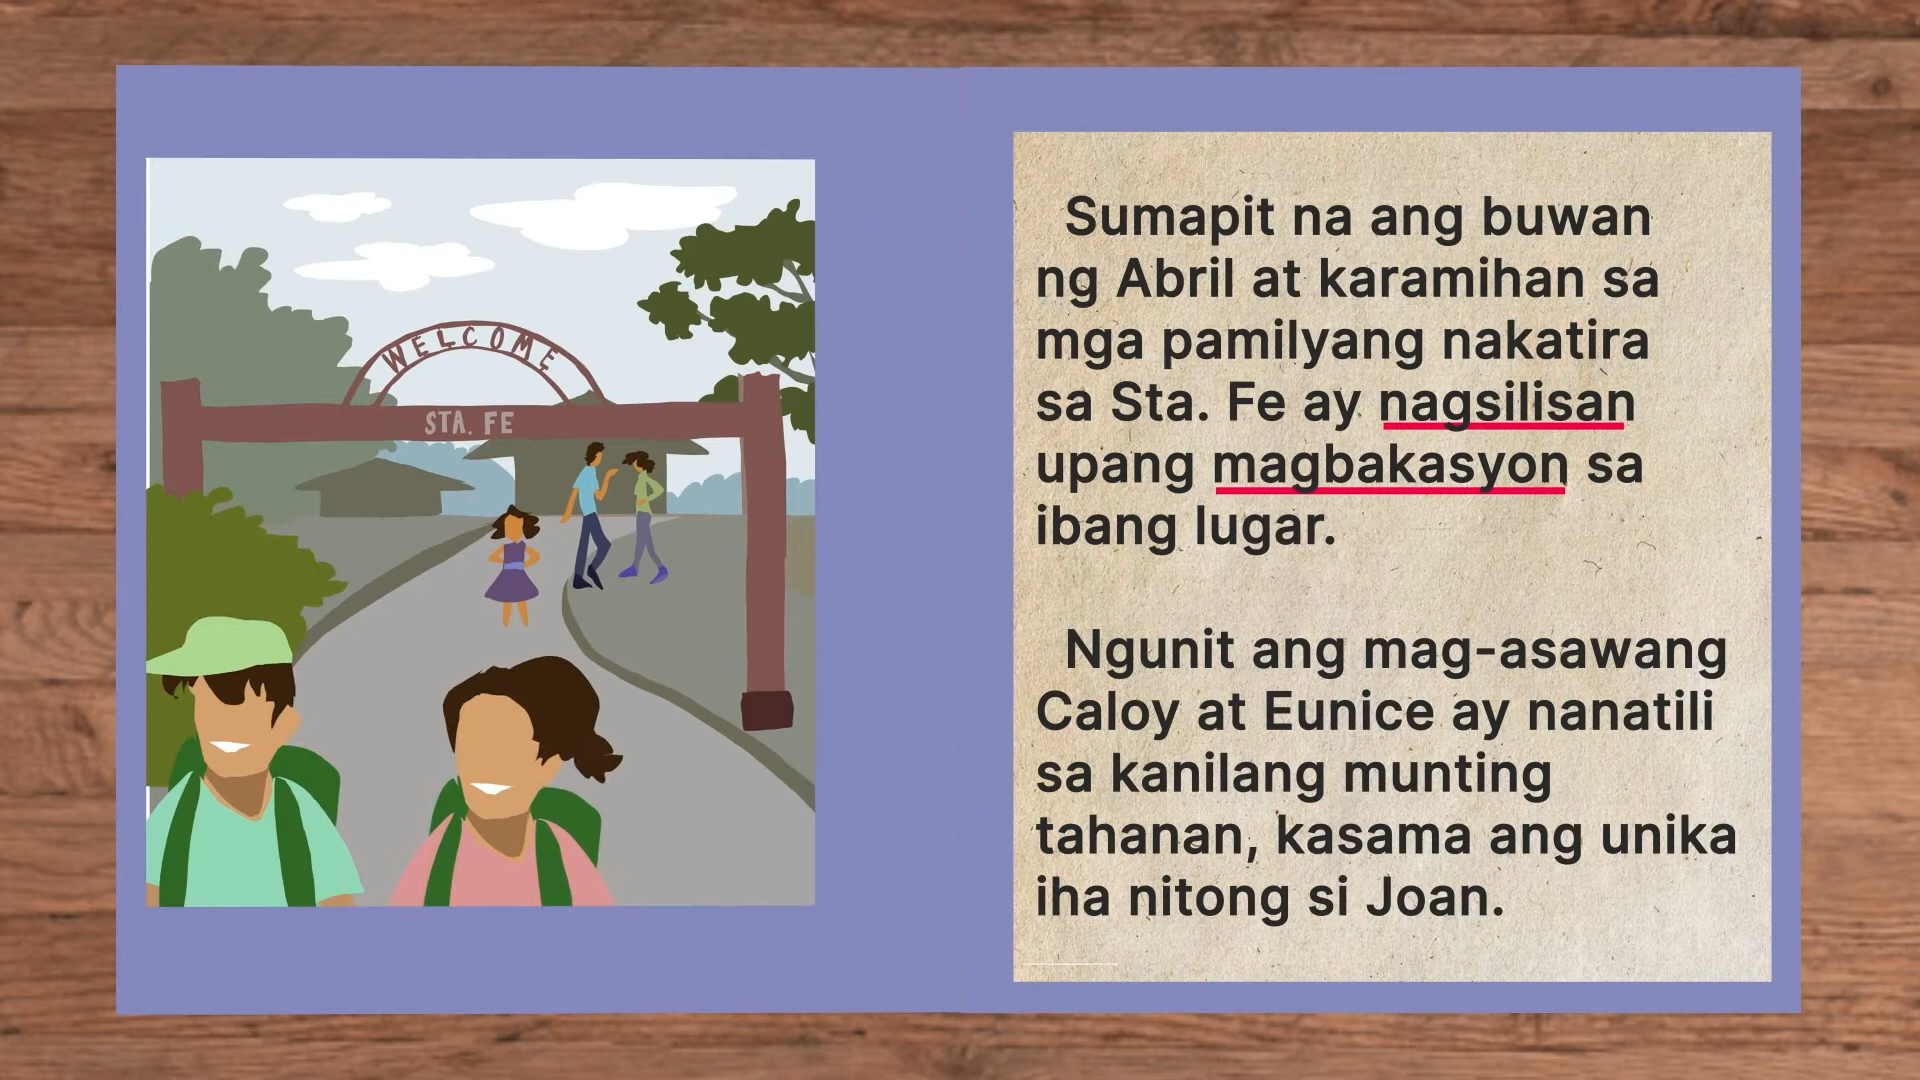 WELCOME
STA. FE
Sumapit na ang buwan
ng Abril at karamihan sa
mga pamilyang nakatira
sa Sta. Fe ay nagsilisan
upang magbakasyon sa
ibang lugar.
Ngunit ang mag-asawang
Caloy at Eunice ay nanatili
sa kanilang munting
tahanan, kasama ang unika
iha nitong si Joan.